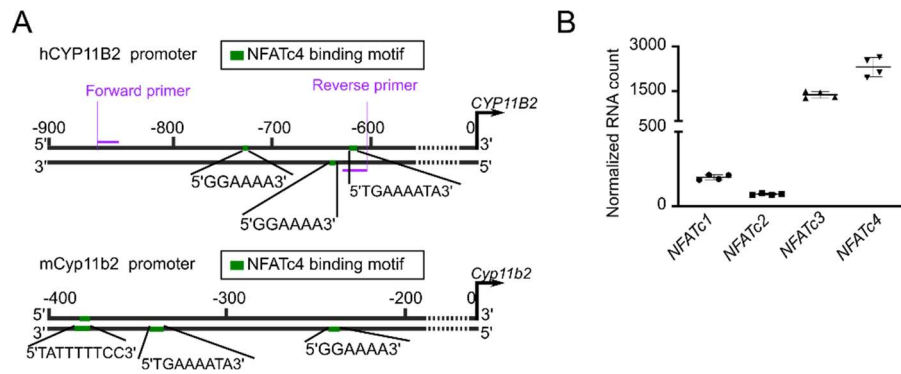 A
hCYP11B2 promoter
NFATc4 binding motif
Forward primer
Reverse primer
CYP11B2
-900
-800
-700
-600
0
5'
3'
3'
5'
5'GGAAAA3'
5'TGAAAATA3'
5'GGAAAA3'
mCyp11b2 promoter
NFATc4 binding motif
Cyp11b2
-400
-300
-200
0
5'
3'
3'
5'
5'TATTTTTCC3'
5'TGAAAATA3'
5'GGAAAA3'
B
Normalized RNA count
3000
1500
500
0
NFATc1
NFATc2
NFATc3
NFATc4